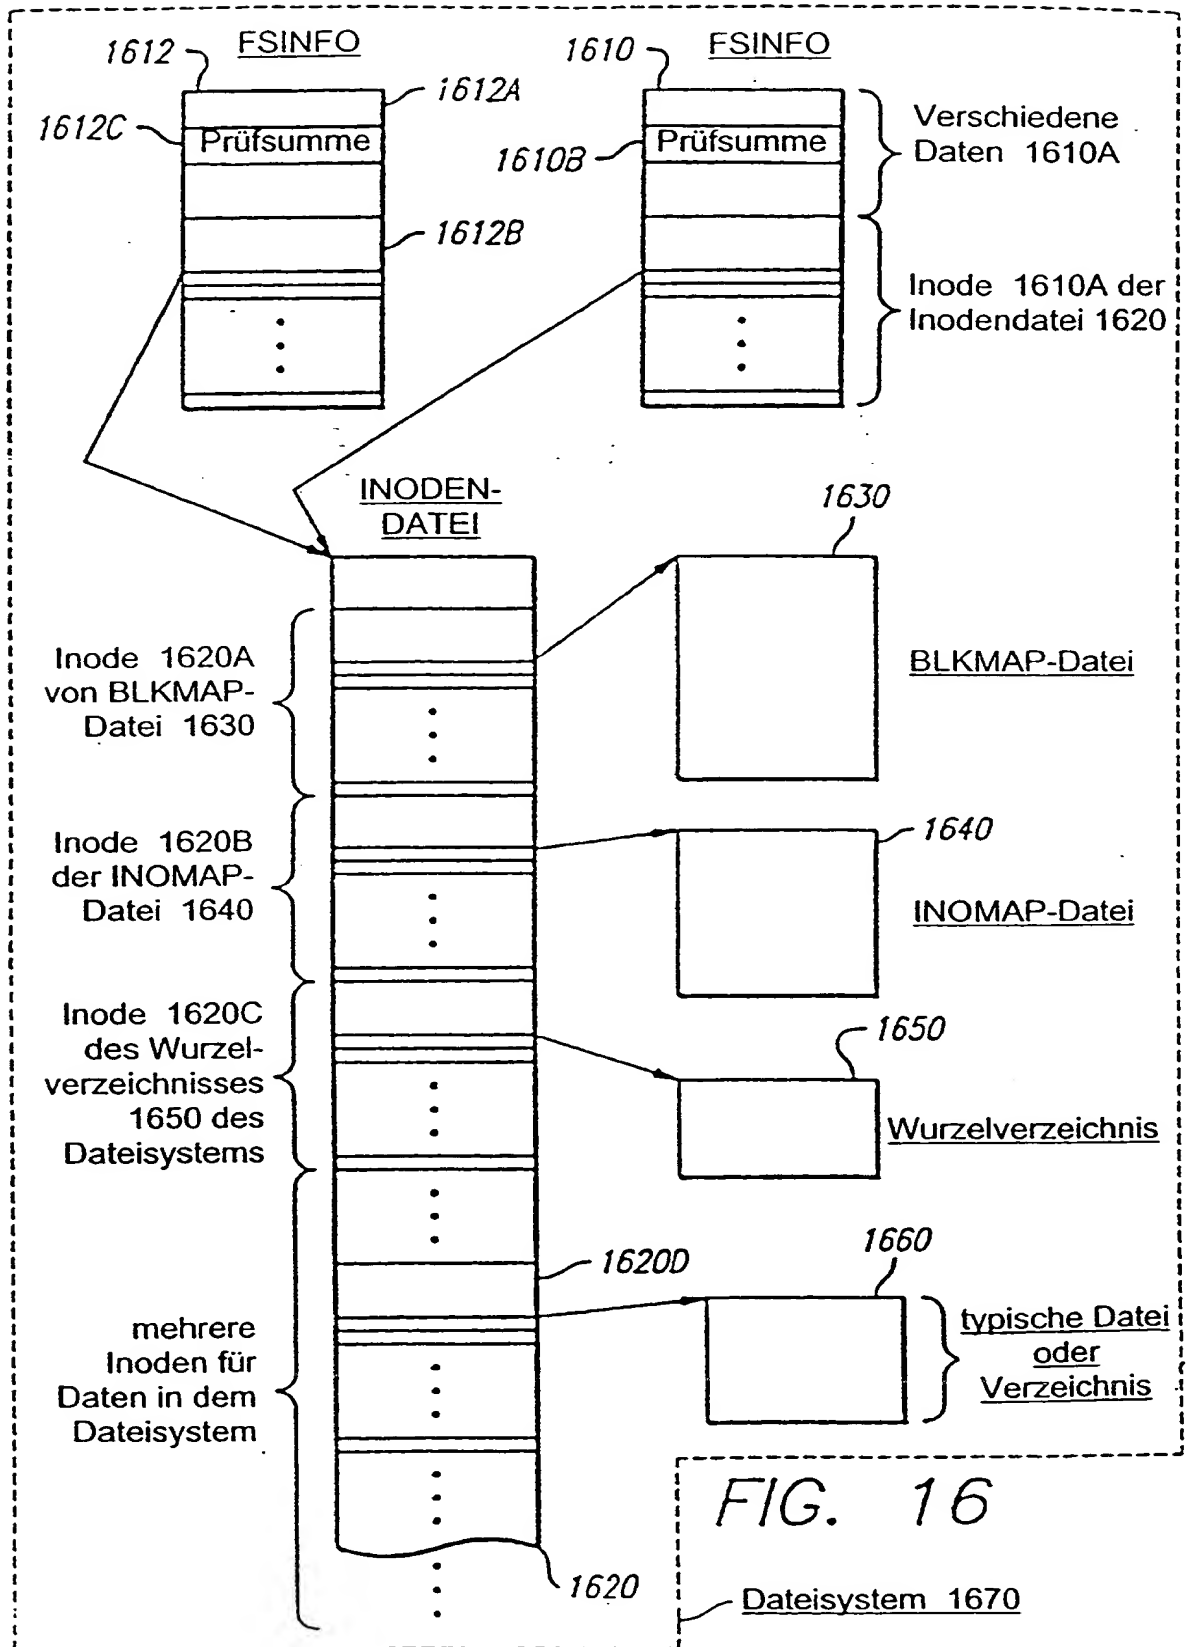 FSINFO
1612
1612A
1612C
Prüfsumme
1612B
FSINFO
1610
Prüfsumme
1610B
Verschiedene
Daten 1610A
Inode 1610A der
Inodendatei 1620
INODEN-
DATEI
1630
BLKMAP-Datei
Inode 1620A
von BLKMAP-
Datei 1630
1640
INOMAP-Datei
Inode 1620B
der INOMAP-
Datei 1640
1650
Wurzelverzeichnis
Inode 1620C
des Wurzel-
verzeichnisses
1650 des
Dateisystems
1620D
1660
typische Datei
oder
Verzeichnis
mehrere
Inoden für
Daten in dem
Dateisystem
1620
FIG. 16
Dateisystem 1670